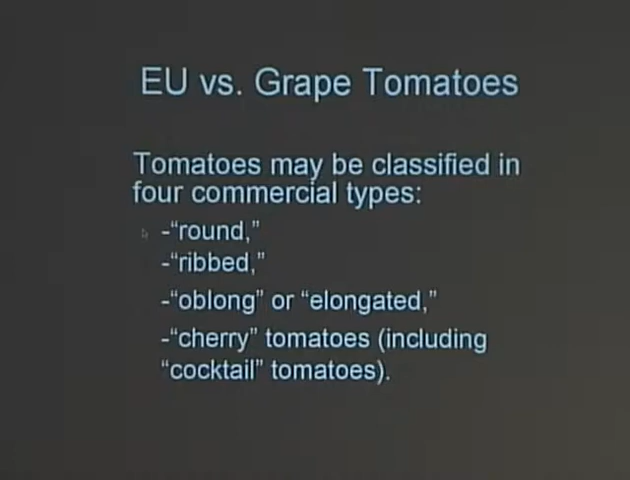 EU vs. Grape Tomatoes
Tomatoes may be classified in
four commercial types:
-“round,”
-“ribbed,”
-“oblong” or “elongated,”
-“cherry” tomatoes (including
“cocktail” tomatoes).